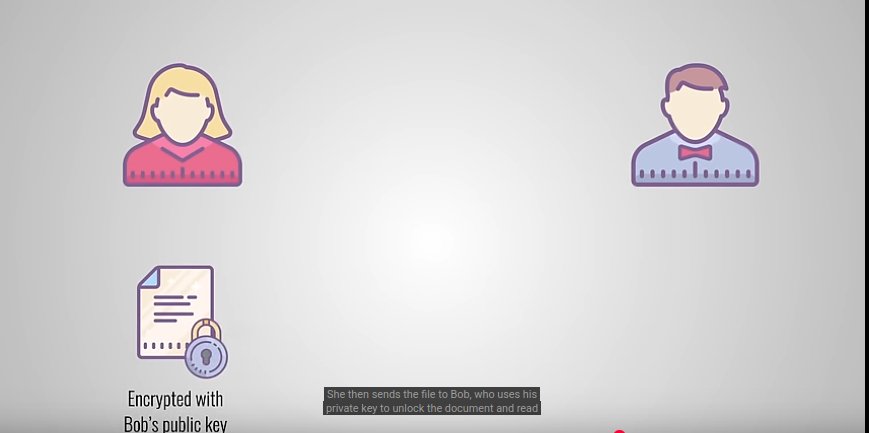 Encrypted with
Bob's public key
She then sends the file to Bob, who uses his
private key to unlock the document and read